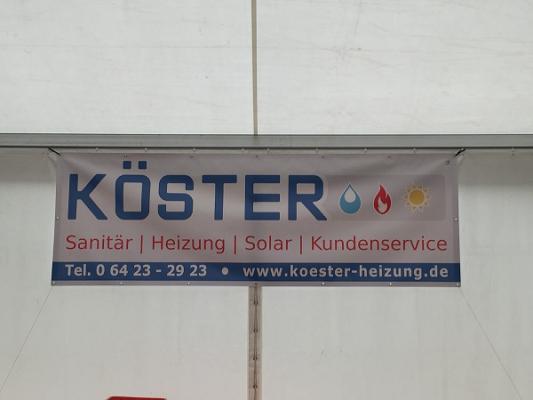 KÖSTER
Sanitär | Heizung | Solar | Kundenservice
Tel. 0 64 23 - 29 23 • www.koester-heizung.de